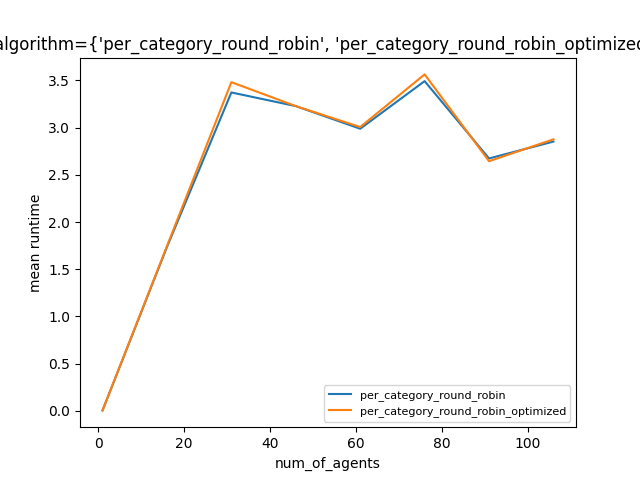 algorithm={'per_category_round_robin', 'per_category_round_robin_optimized
3.5
3.0
2.5
2.0
1.5
1.0
0.5
0.0
mean runtime
per_category_round_robin
per_category_round_robin_optimized
0
20
40
60
80
100
num_of_agents